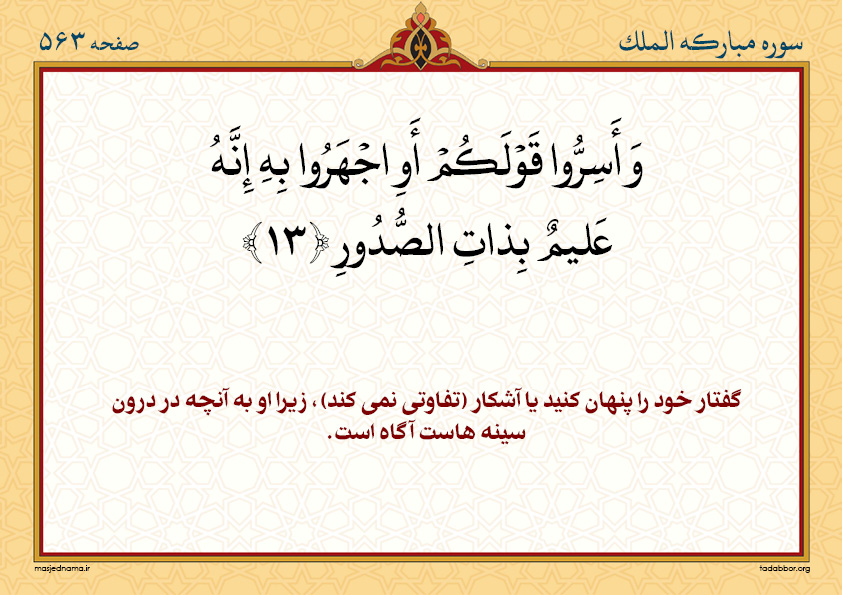 سوره مبارکه الملك
صفحه ۵۶۳
وَأَسِرُّوا قَوْلَكُمْ أَوِ اجْهَرُوا بِهِ إِنَّهُ
عَلِيمٌ بِذَاتِ الصُّدُورِ ﴿۱۳﴾
گفتار خود را پنهان کنید یا آشکار (تفاوتی نمی کند)، زیرا او به آنچه در درون
سینه هاست آگاه است.
masjednama.ir
tadabbor.org